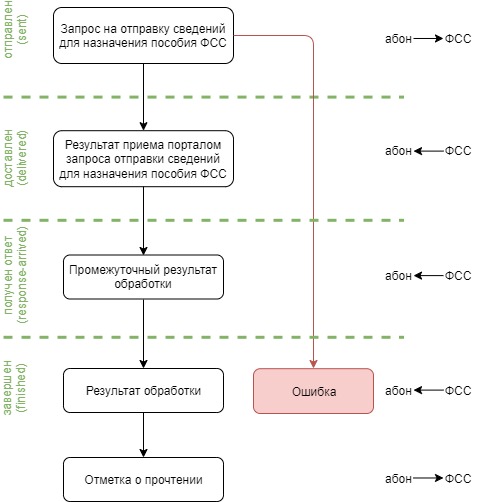 отправлен
(sent)
Запрос на отправку сведений
для назначения пособия ФСС
абон ФСС
доставлен
(delivered)
Результат приема порталом
запроса отправки сведений
для назначения пособия ФСС
абон ФСС
получен ответ
(response-arrived)
Промежуточный результат
обработки
абон ФСС
завершен
(finished)
Результат обработки
Ошибка
абон ФСС
Отметка о прочтении
абон ФСС